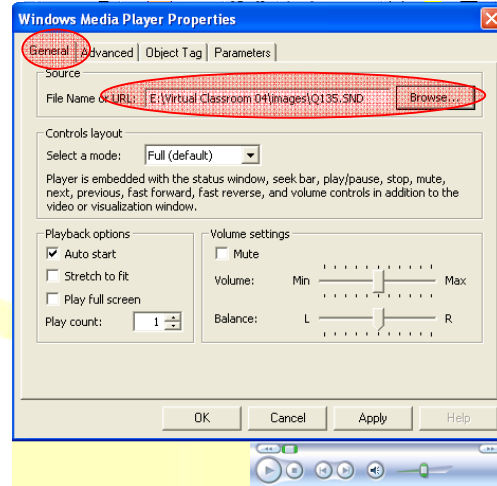 Windows Media Player Properties
General Advanced Object Tag Parameters
Source
File Name or URL: E:\Virtual Classroom 04\images\Q135.SND Browse...
Controls layout
Select a mode: Full (default)
Player is embedded with the status window, seek bar, play/pause, stop, mute,
next, previous, fast forward, fast reverse, and volume controls in addition to the
video or visualization window.
Playback options Volume settings
Auto start Mute
Stretch to fit Volume: Min Max
Play full screen
Play count: 1 Balance: L R
OK Cancel Apply Help